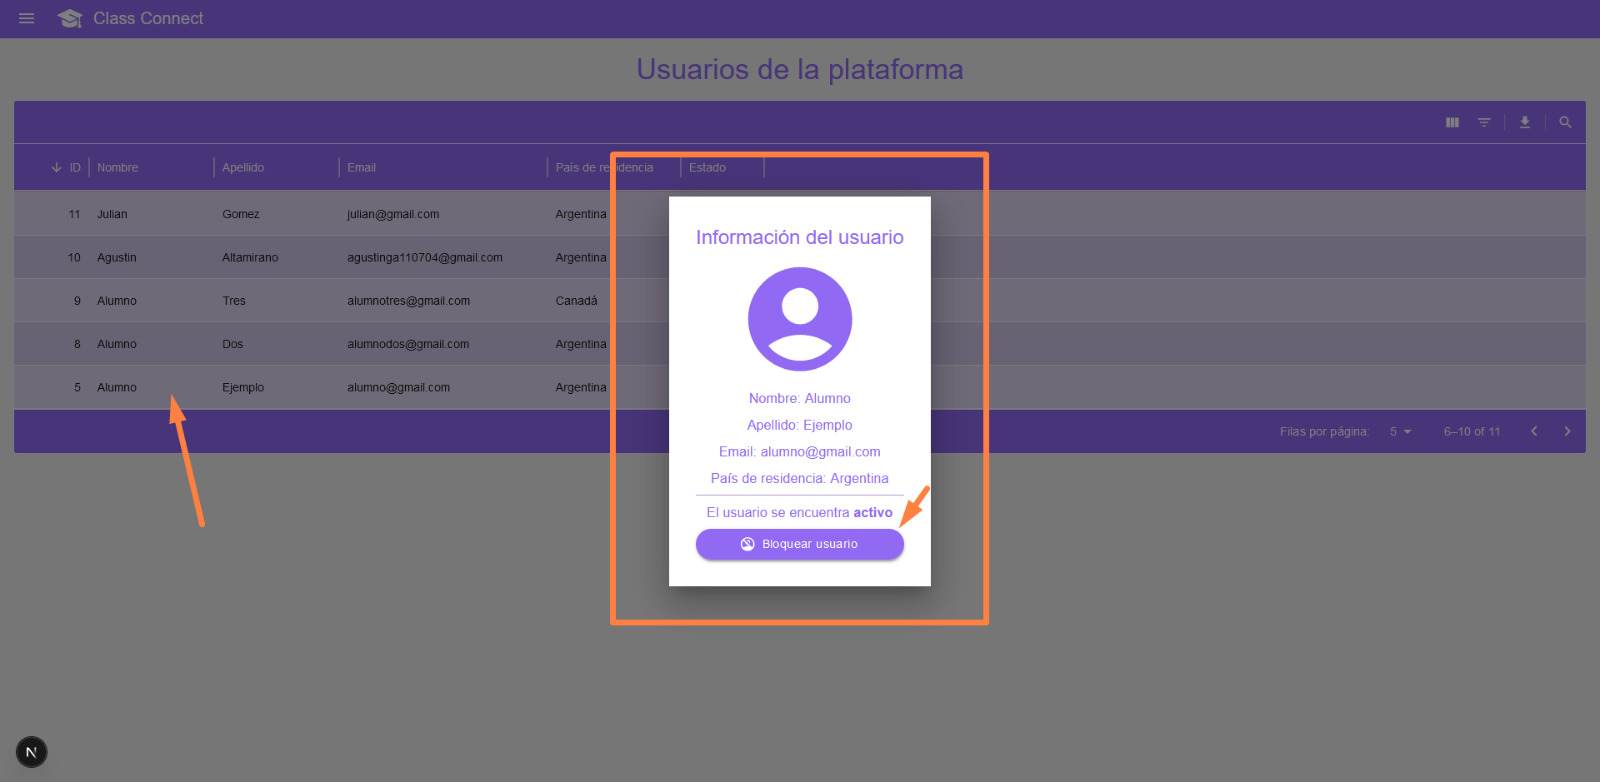 Class Connect
Usuarios de la plataforma
ID Nombre Apellido Email País de residencia Estado
11 Julian Gomez julian@gmail.com Argentina
10 Agustin Altamirano agustinga110704@gmail.com Argentina
9 Alumno Tres alumnotres@gmail.com Canadá
8 Alumno Dos alumnodos@gmail.com Argentina
5 Alumno Ejemplo alumno@gmail.com Argentina
Filas por página: 5 6–10 of 11
Información del usuario
Nombre: Alumno
Apellido: Ejemplo
Email: alumno@gmail.com
País de residencia: Argentina
El usuario se encuentra activo
Bloquear usuario
N